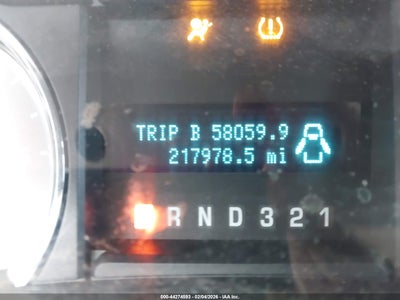 TRIP B 58059.9
217978.5 mi
R N D 3 2 1
000-44274593 - 02/04/2026 - IAA Inc.